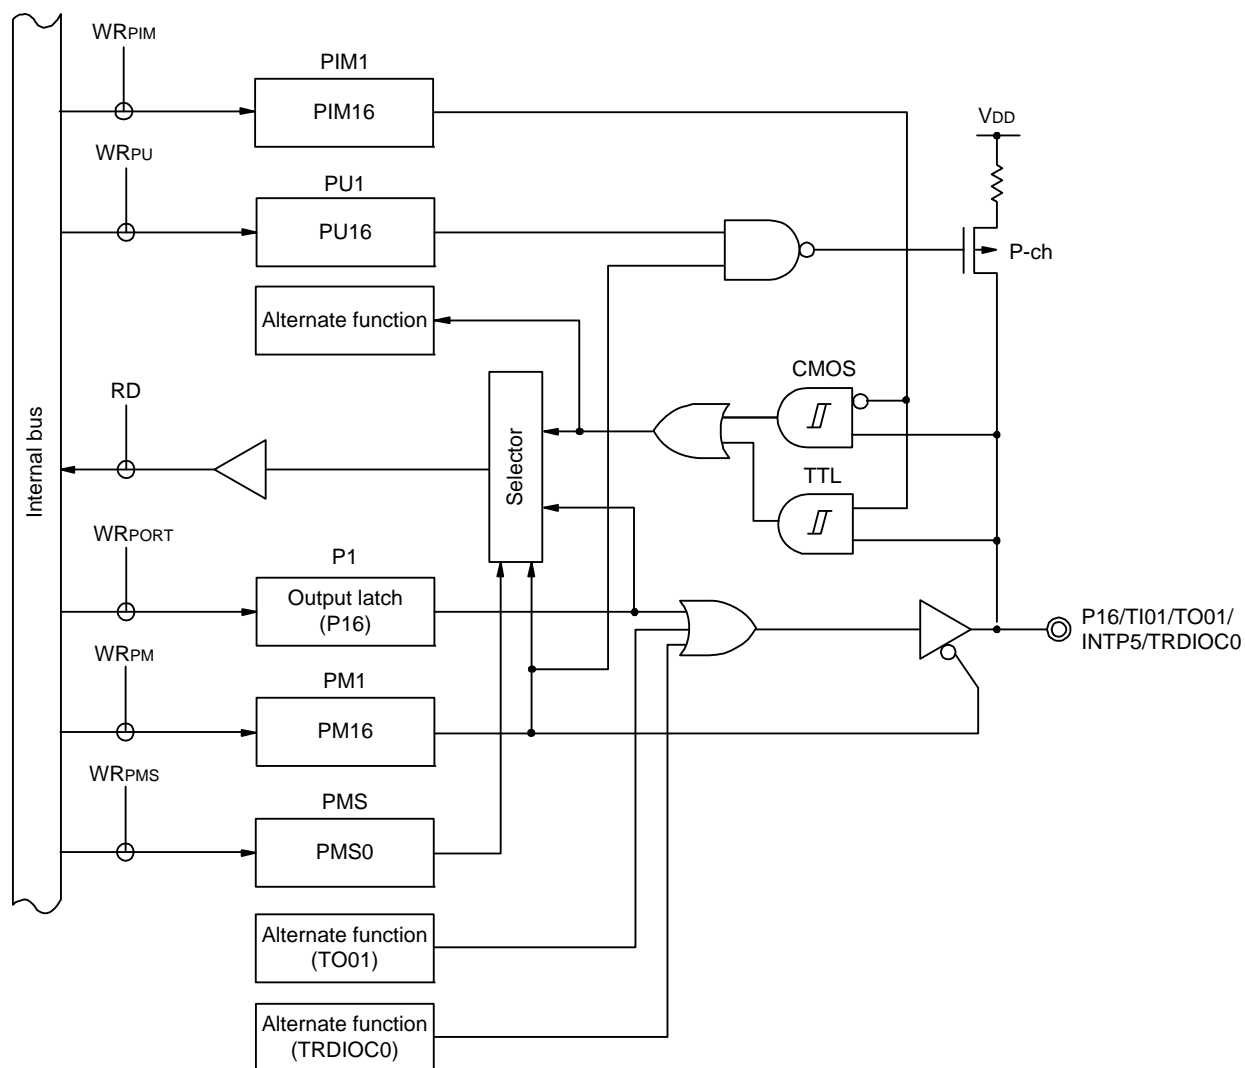 WRPIM
PIM1
PIM16
VDD
WRPU
PU1
PU16
P-ch
Alternate function
CMOS
RD
Internal bus
Selector
TTL
WRPORT
P1
Output latch
(P16)
P16/TI01/TO01/
INTP5/TRDIOC0
WRPM
PM1
PM16
WRPMS
PMS
PMS0
Alternate function
(TO01)
Alternate function
(TRDIOC0)